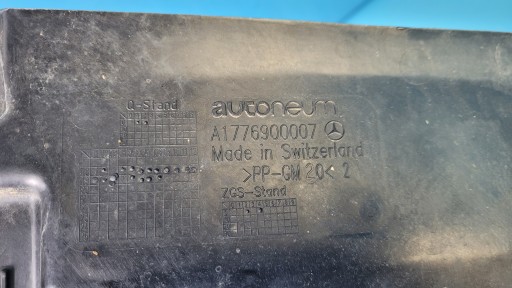 Q-Stand
autoneum
A1776900007
Made in Switzerland
>PP-GM 20< 2
ZGS-Stand